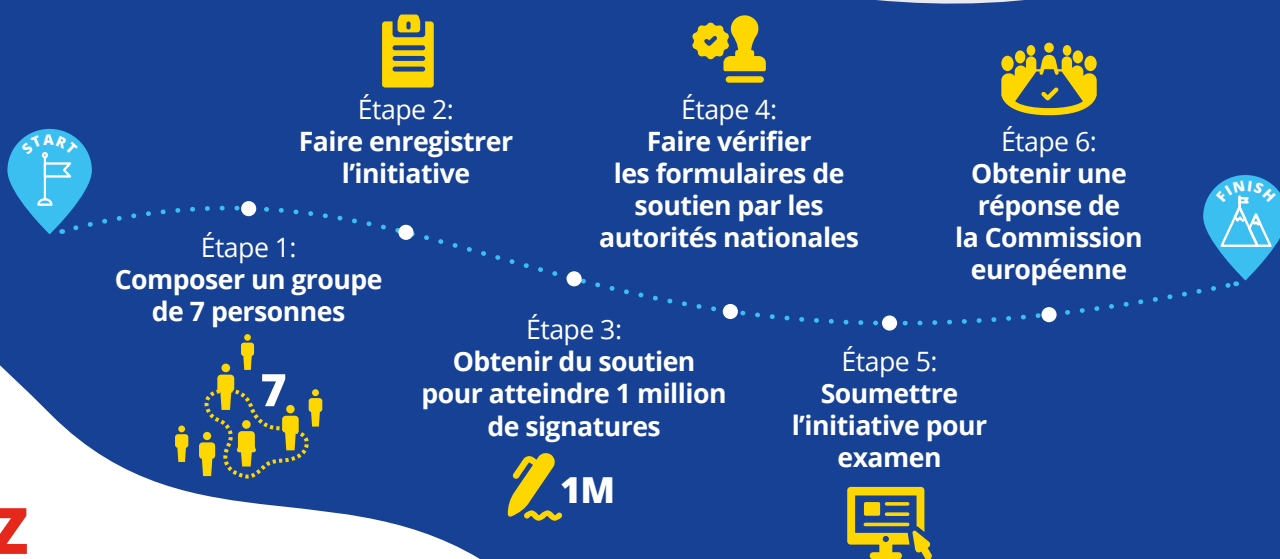 START
Étape 1:
Composer un groupe
de 7 personnes
7
Étape 2:
Faire enregistrer
l’initiative
Étape 3:
Obtenir du soutien
pour atteindre 1 million
de signatures
1M
Étape 4:
Faire vérifier
les formulaires de
soutien par les
autorités nationales
Étape 5:
Soumettre
l’initiative pour
examen
Étape 6:
Obtenir une
réponse de
la Commission
européenne
FINISH
z